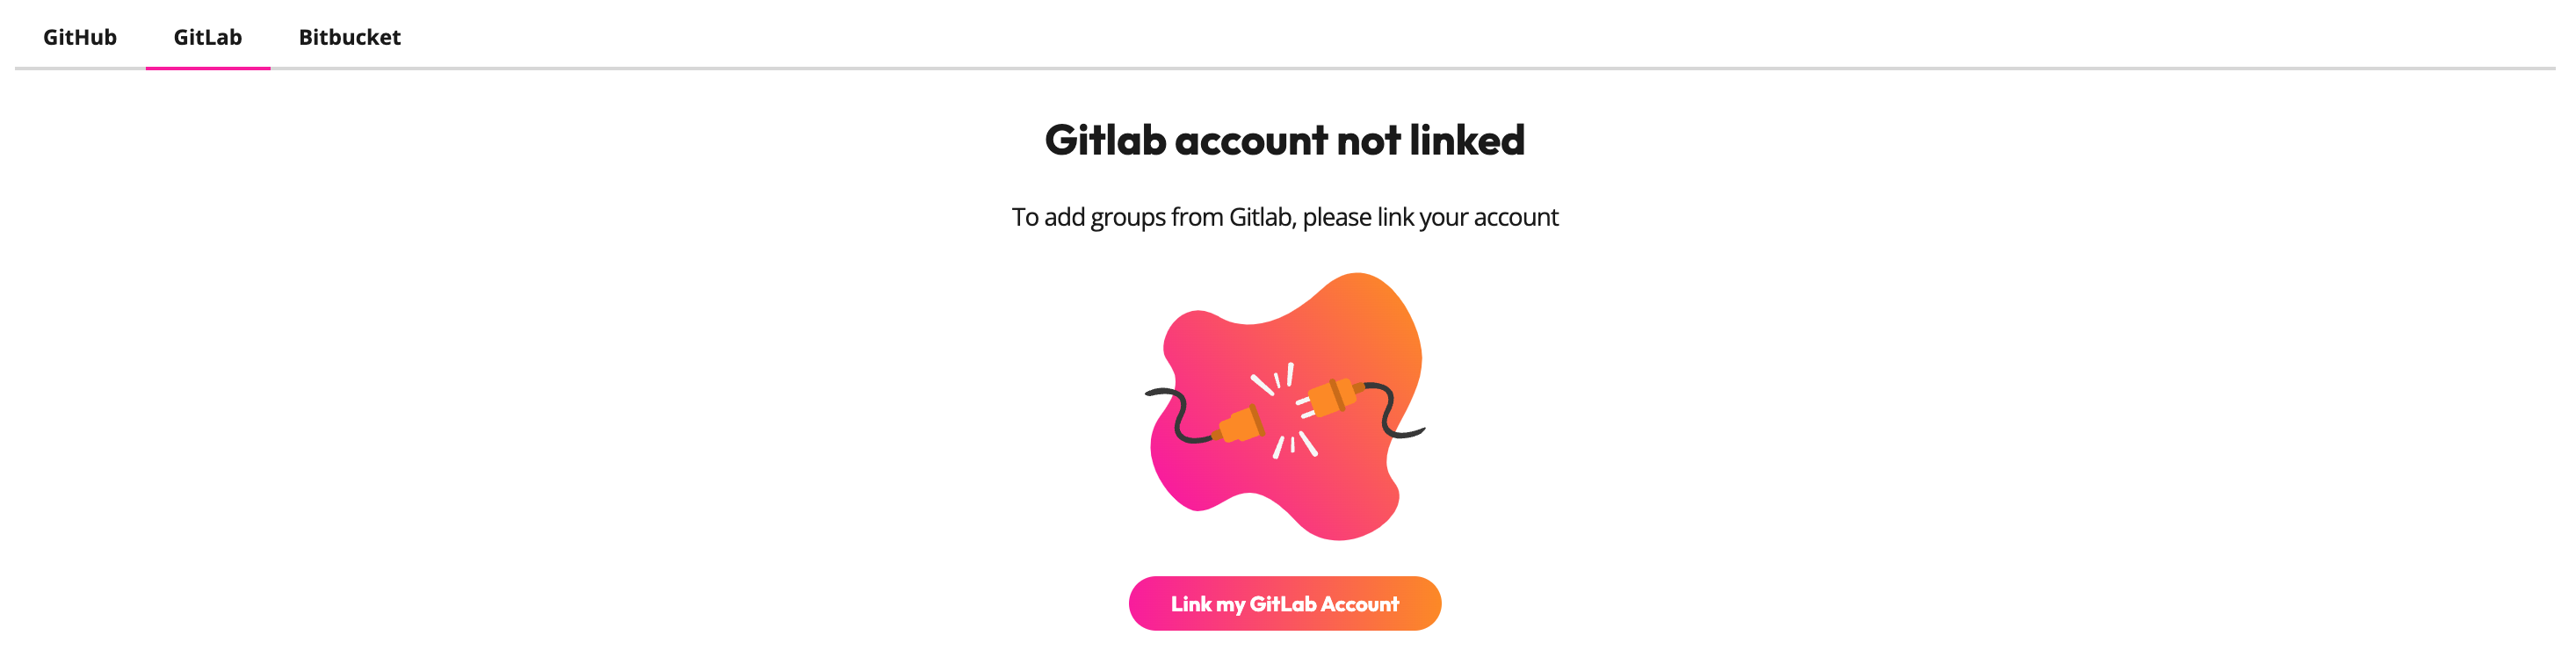 GitHub GitLab Bitbucket
Gitlab account not linked
To add groups from Gitlab, please link your account
Link my GitLab Account